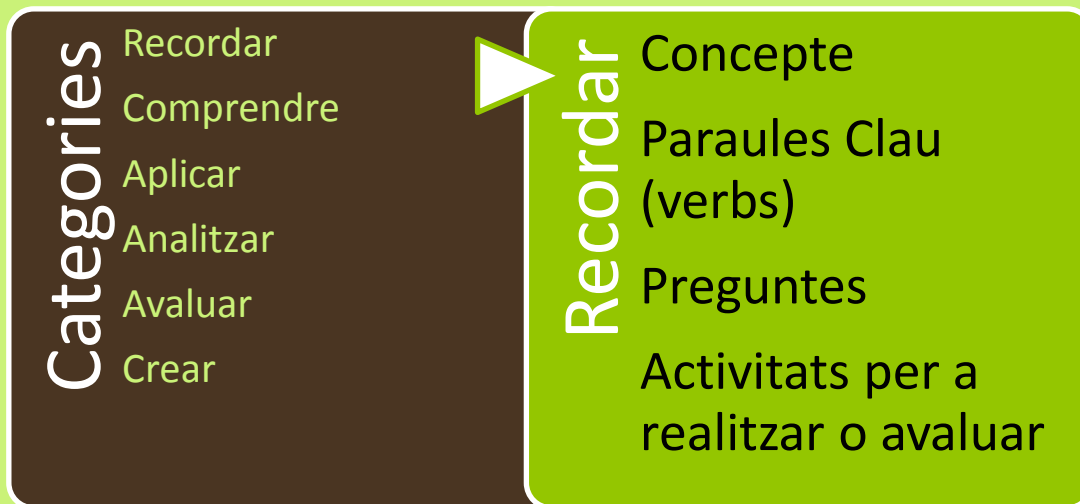 Categories
Recordar
Comprendre
Aplicar
Analitzar
Avaluar
Crear
Recordar
Concepte
Paraules Clau
(verbs)
Preguntes
Activitats per a
realitzar o avaluar